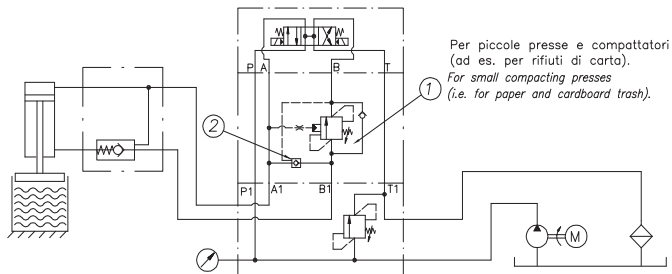 P A B T
Per piccole presse e compattatori
(ad es. per rifiuti di carta).
For small compacting presses
(i.e. for paper and cardboard trash).
1
2
P1 A1 B1 T1
M